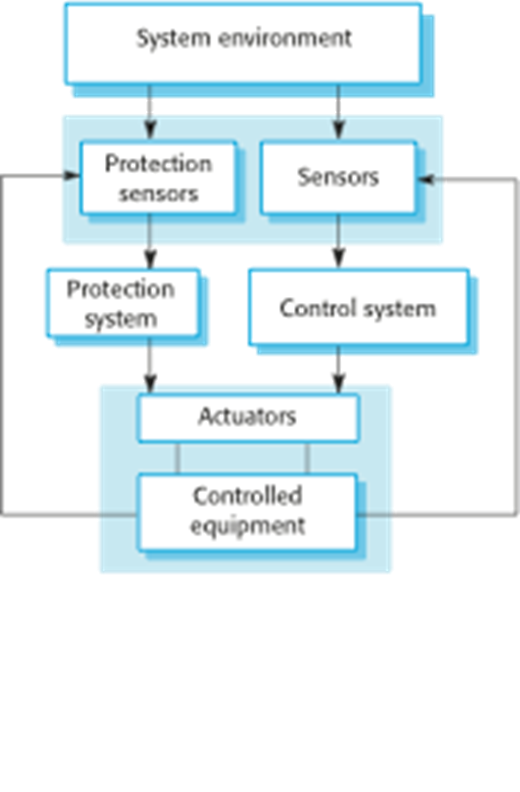 System environment
Protection
sensors
Sensors
Protection
system
Control system
Actuators
Controlled
equipment